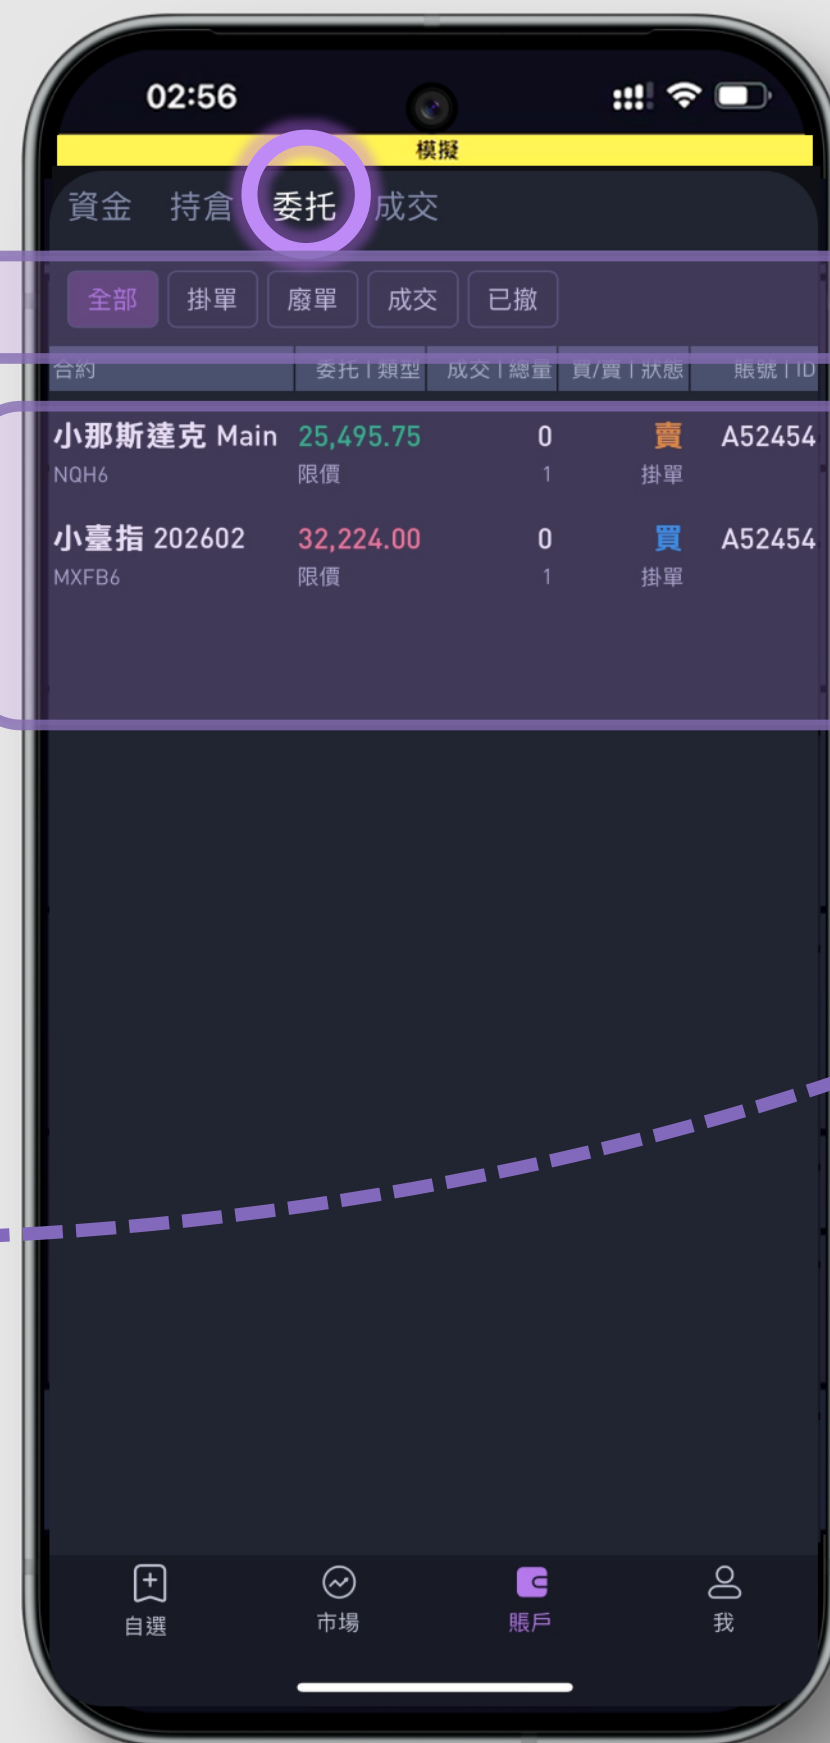 02:56
模擬
資金 持倉 委托 成交
全部 掛單 廢單 成交 已撤
合約 委托 | 類型 成交 | 總量 買/賣 | 狀態 賬號 | ID
小那斯達克 Main 25,495.75 0 賣 A52454
NQH6 限價 1 掛單
小臺指 202602 32,224.00 0 買 A52454
MXFB6 限價 1 掛單
自選 市場 賬戶 我